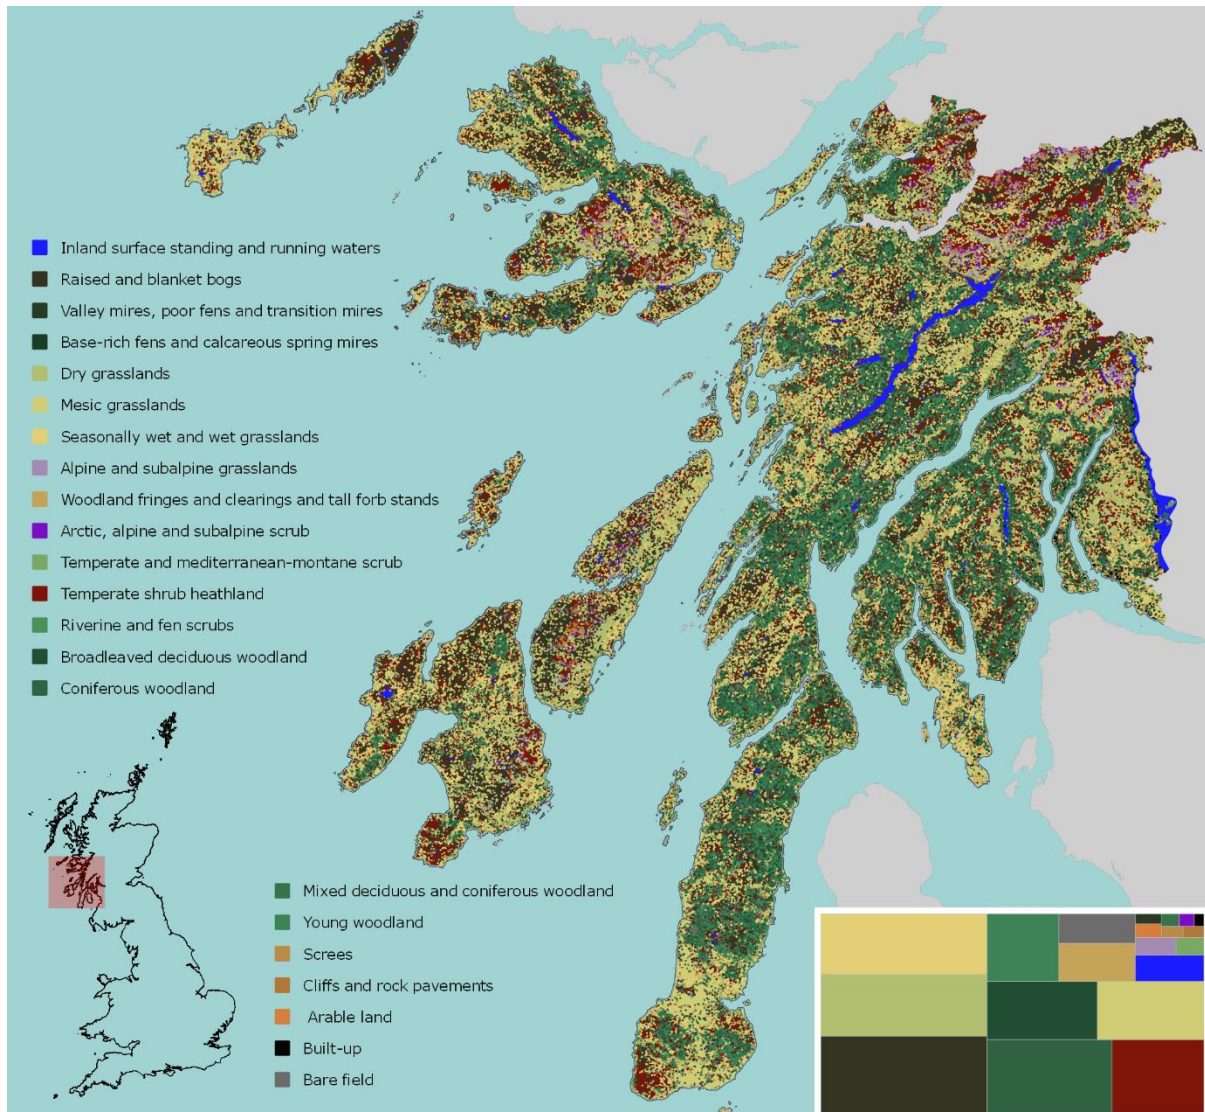 Inland surface standing and running waters
Raised and blanket bogs
Valley mires, poor fens and transition mires
Base-rich fens and calcareous spring mires
Dry grasslands
Mesic grasslands
Seasonally wet and wet grasslands
Alpine and subalpine grasslands
Woodland fringes and clearings and tall forb stands
Arctic, alpine and subalpine scrub
Temperate and mediterranean-montane scrub
Temperate shrub heathland
Riverine and fen scrubs
Broadleaved deciduous woodland
Coniferous woodland
Mixed deciduous and coniferous woodland
Young woodland
Screes
Cliffs and rock pavements
Arable land
Built-up
Bare field